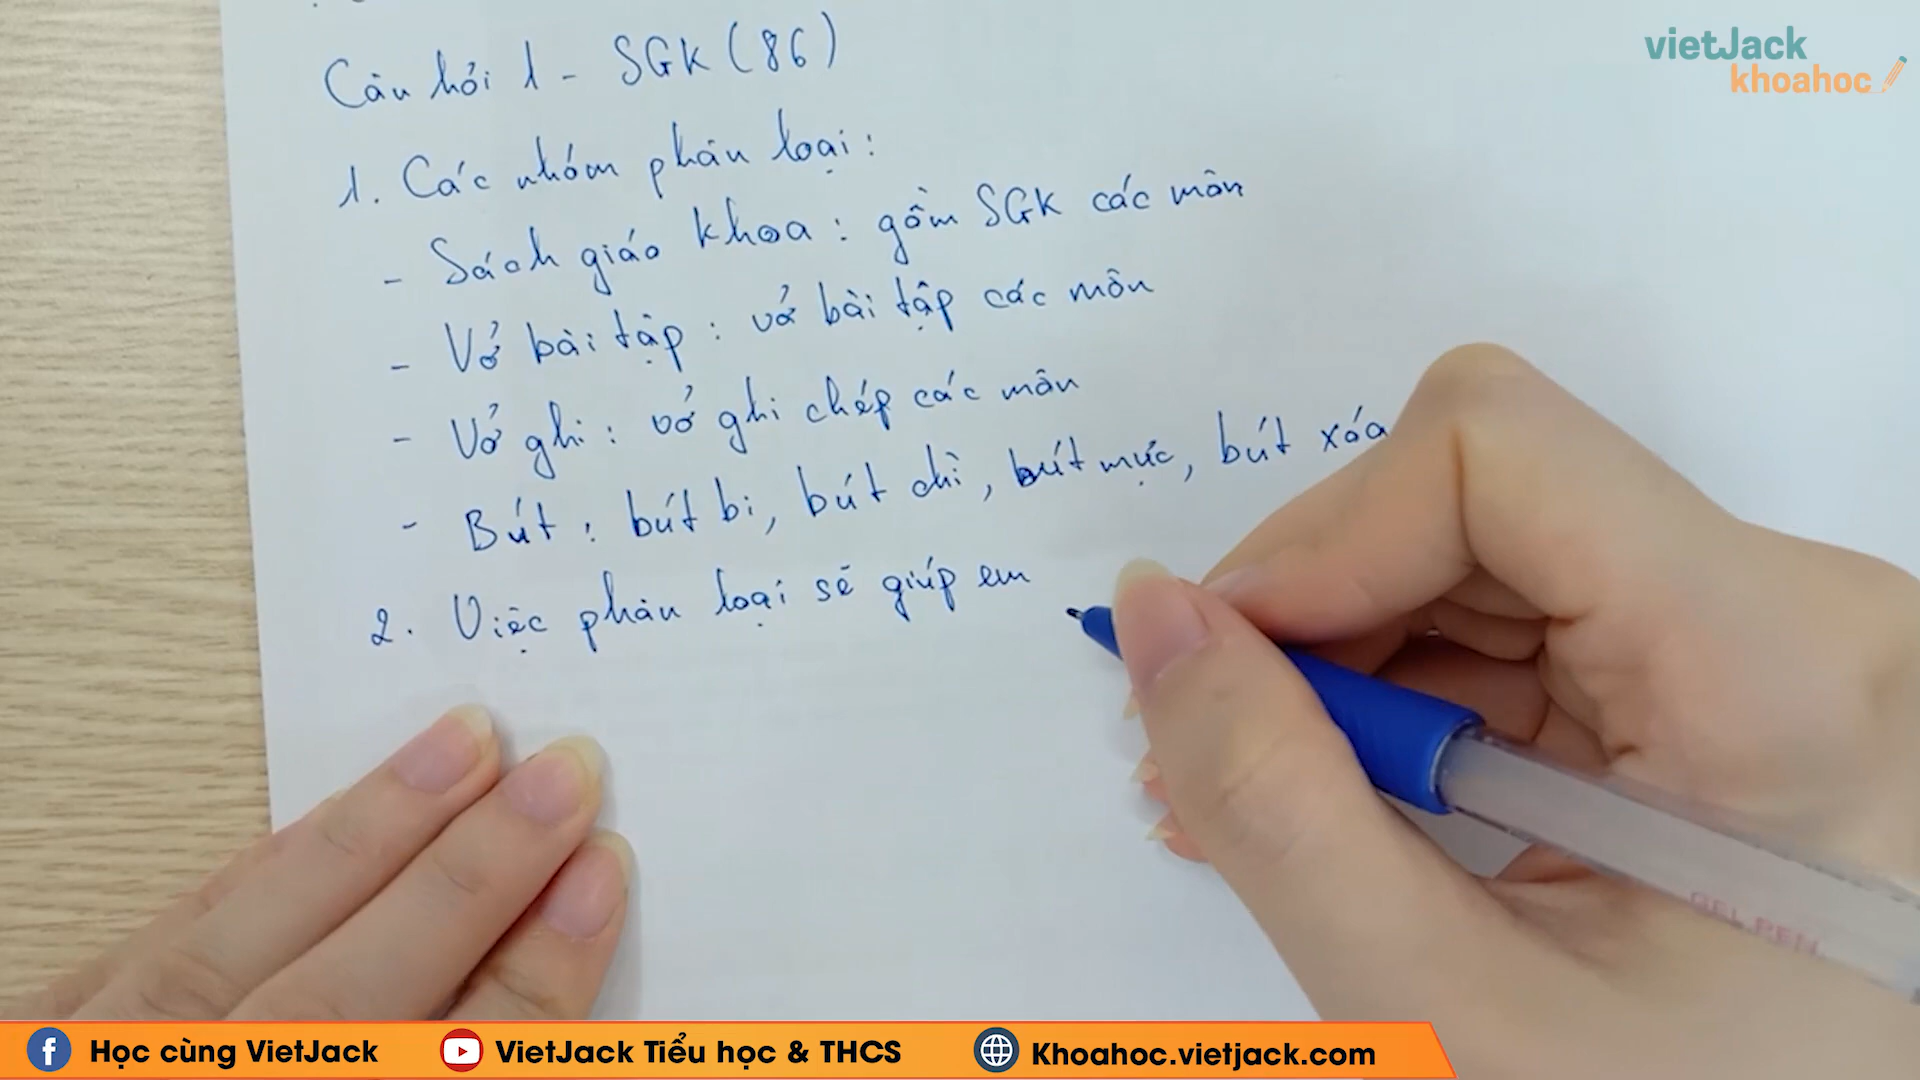 vietJack
khoahoc
Câu hỏi 1 - SGK (86)
1. Các nhóm phân loại:
- Sách giáo khoa: gồm SGK các môn
- Vở bài tập: vở bài tập các môn
- Vở ghi: vở ghi chép các môn
- Bút: bút bi, bút chì, bút mực, bút xóa
2. Việc phân loại sẽ giúp em
GEL PEN
Học cùng VietJack
VietJack Tiểu học & THCS
Khoahoc.vietjack.com